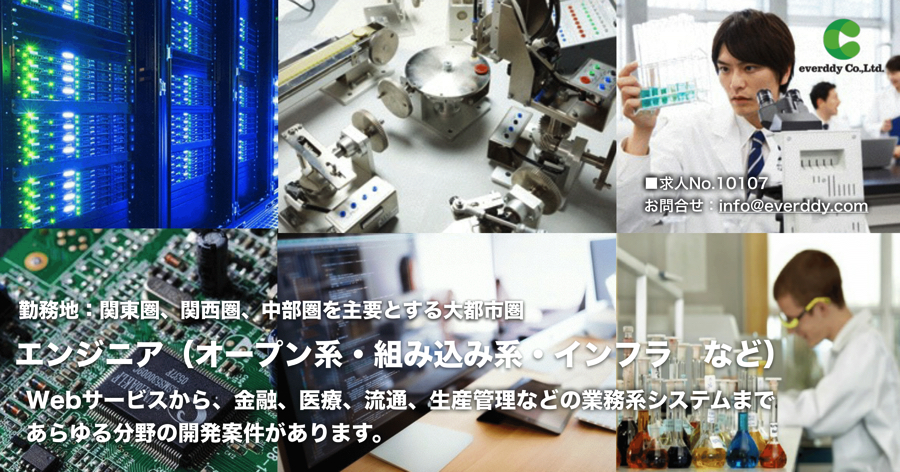 everddy Co.,Ltd.
■求人No.10107
お問合せ：info@everddy.com
勤務地：関東圏、関西圏、中部圏を主要とする大都市圏
エンジニア（オープン系・組み込み系・インフラ　など）
Webサービスから、金融、医療、流通、生産管理などの業務系システムまで
あらゆる分野の開発案件があります。